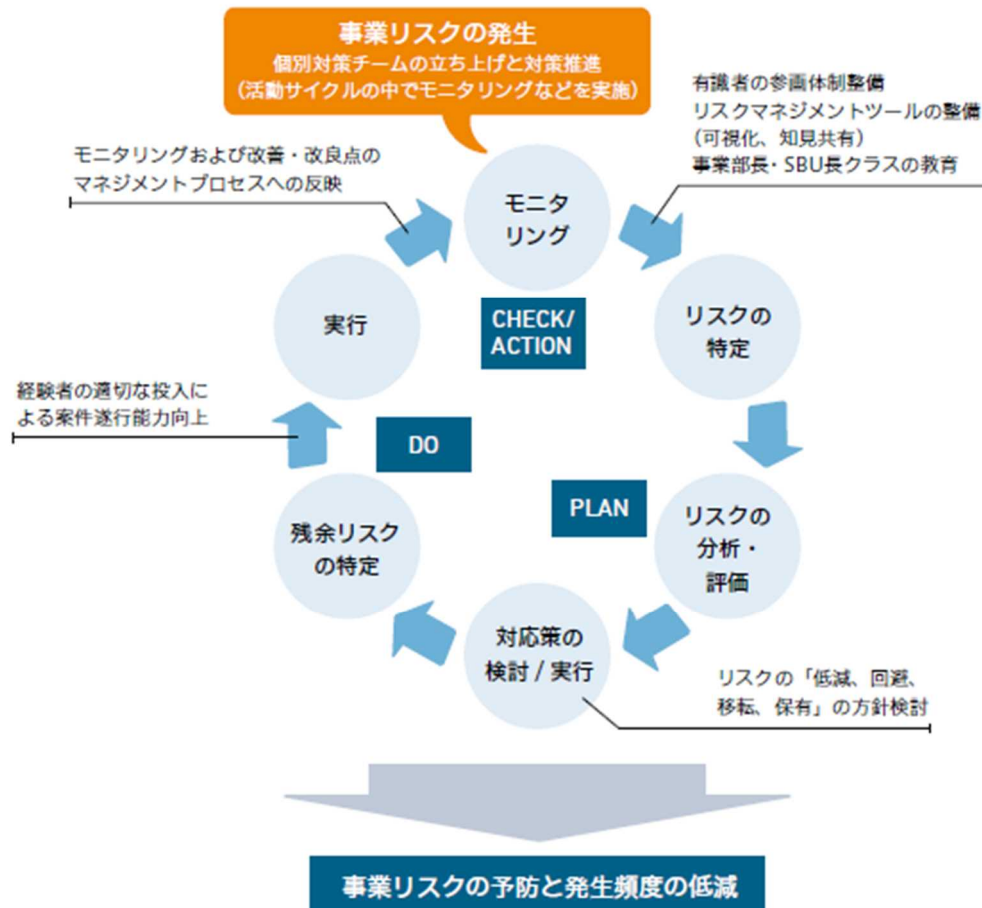 事業リスクの発生
個別対策チームの立ち上げと対策推進
（活動サイクルの中でモニタリングなどを実施）
有識者の参画体制整備
リスクマネジメントツールの整備
（可視化、知見共有）
事業部長・SBU長クラスの教育
モニタリングおよび改善・改良点の
マネジメントプロセスへの反映
モニタ
リング
実行
CHECK/
ACTION
リスクの
特定
経験者の適切な投入に
よる案件遂行能力向上
DO
PLAN
残余リスク
の特定
リスクの
分析・
評価
対応策の
検討 / 実行
リスクの「低減、回避、
移転、保有」の方針検討
事業リスクの予防と発生頻度の低減